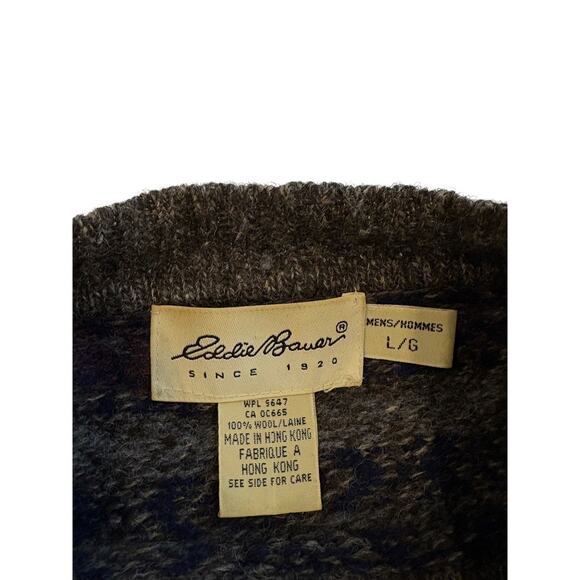 Eddie Bauer®
SINCE 1920
MENS/HOMMES
L/G
WPL 5647
CA 0C665
100% WOOL/LAINE
MADE IN HONG KONG
FABRIQUE A
HONG KONG
SEE SIDE FOR CARE